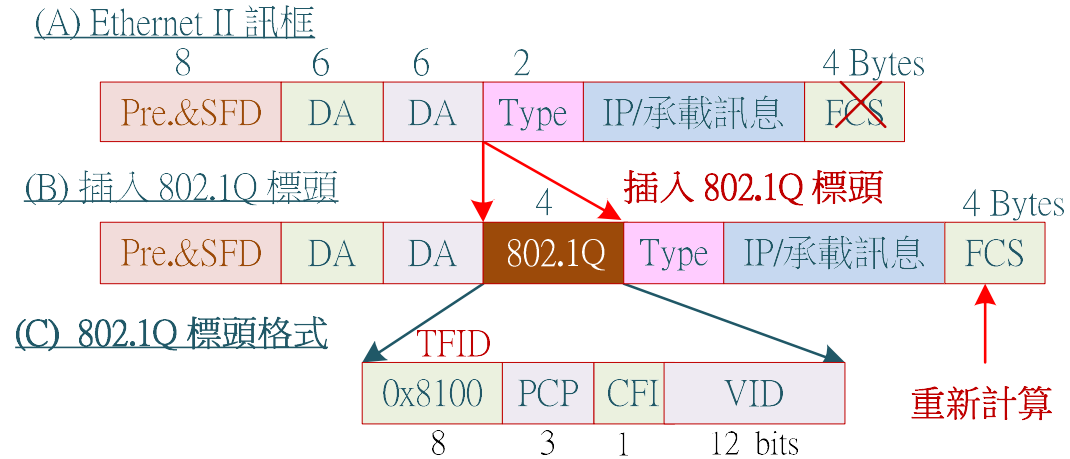 (A) Ethernet II 訊框
8 6 6 2 4 Bytes
Pre.&SFD DA DA Type IP/承載訊息 FCS
(B) 插入 802.1Q 標頭
插入 802.1Q 標頭
4 4 Bytes
Pre.&SFD DA DA 802.1Q Type IP/承載訊息 FCS
(C) 802.1Q 標頭格式
TFID
0x8100 PCP CFI VID
8 3 1 12 bits
重新計算